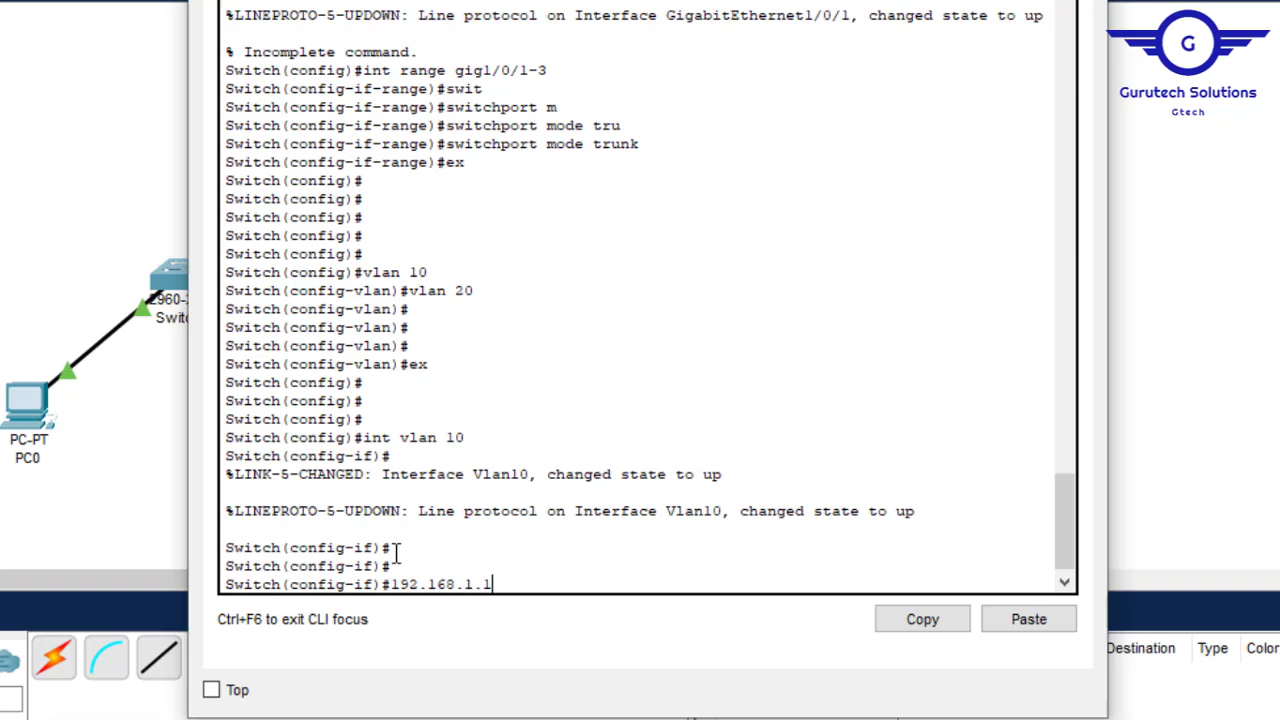 %LINEPROTO-5-UPDOWN: Line protocol on Interface GigabitEthernet1/0/1, changed state to up
% Incomplete command.
Switch(config)#int range gig1/0/1-3
Switch(config-if-range)#swit
Switch(config-if-range)#switchport m
Switch(config-if-range)#switchport mode tru
Switch(config-if-range)#switchport mode trunk
Switch(config-if-range)#ex
Switch(config)#
Switch(config)#
Switch(config)#
Switch(config)#
Switch(config)#
Switch(config)#vlan 10
Switch(config-vlan)#vlan 20
Switch(config-vlan)#
Switch(config-vlan)#
Switch(config-vlan)#
Switch(config-vlan)#ex
Switch(config)#
Switch(config)#
Switch(config)#
Switch(config)#int vlan 10
Switch(config-if)#
%LINK-5-CHANGED: Interface Vlan10, changed state to up
%LINEPROTO-5-UPDOWN: Line protocol on Interface Vlan10, changed state to up
Switch(config-if)#
Switch(config-if)#
Switch(config-if)#192.168.1.1
Ctrl+F6 to exit CLI focus
Copy
Paste
Top
G
Gurutech Solutions
Gtech
PC-PT
PC0
Destination
Type
Color